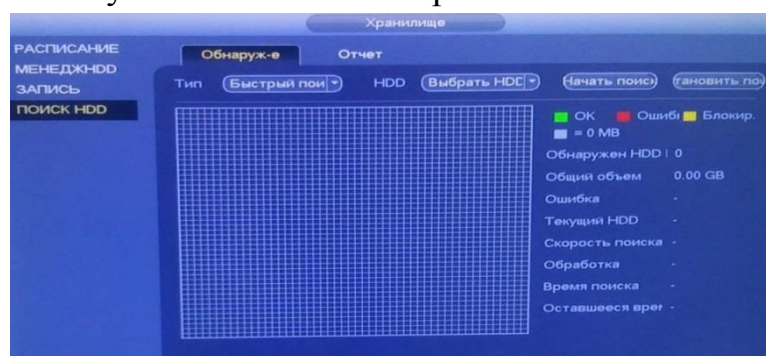 Хранилище
РАСПИСАНИЕ
МЕНЕДЖHDD
ЗАПИСЬ
ПОИСК HDD
Обнаруж-е Отчет
Тип Быстрый пои HDD Выбрать HDD Начать поиск тановить по
OK Ошибк Блокир.
= 0 MB
Обнаружен HDD 0
Общий объем 0.00 GB
Ошибка -
Текущий HDD -
Скорость поиска -
Обработка -
Время поиска -
Оставшееся врег -